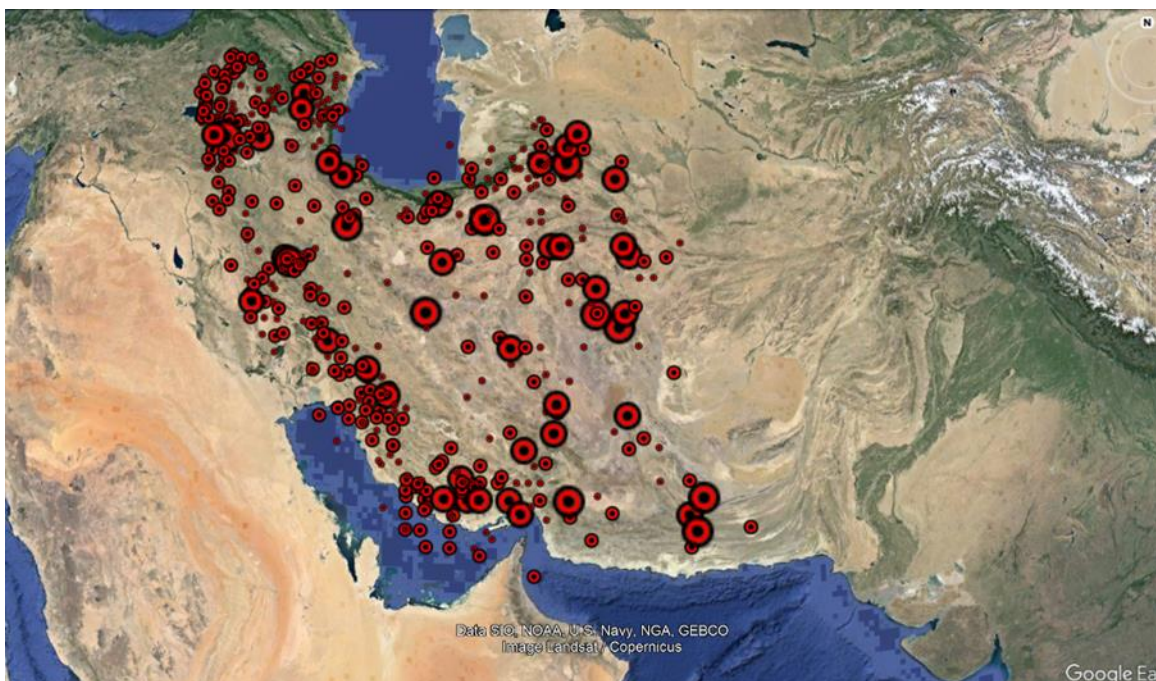 N
Data SIO, NOAA, U.S. Navy, NGA, GEBCO
Image Landsat / Copernicus
Google Ea